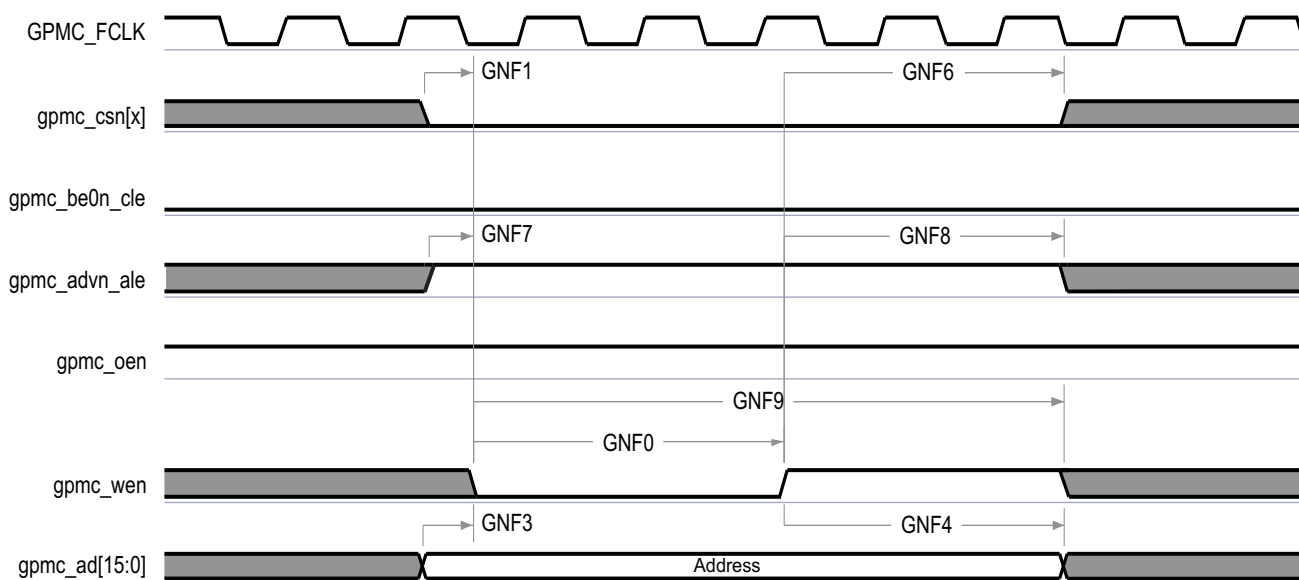 GPMC_FCLK
GNF1
GNF6
gpmc_csn[x]
gpmc_be0n_cle
GNF7
GNF8
gpmc_advn_ale
gpmc_oen
GNF9
GNF0
gpmc_wen
GNF3
GNF4
gpmc_ad[15:0]
Address